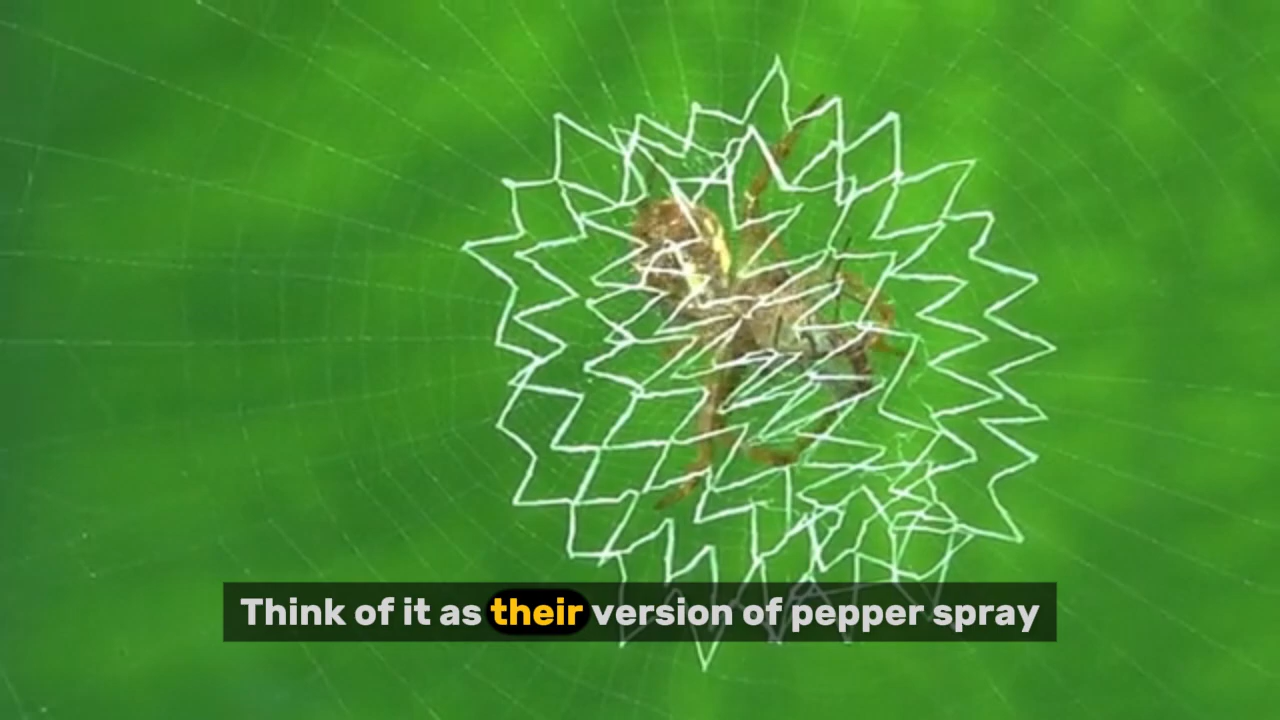 Think of it as their version of pepper spray